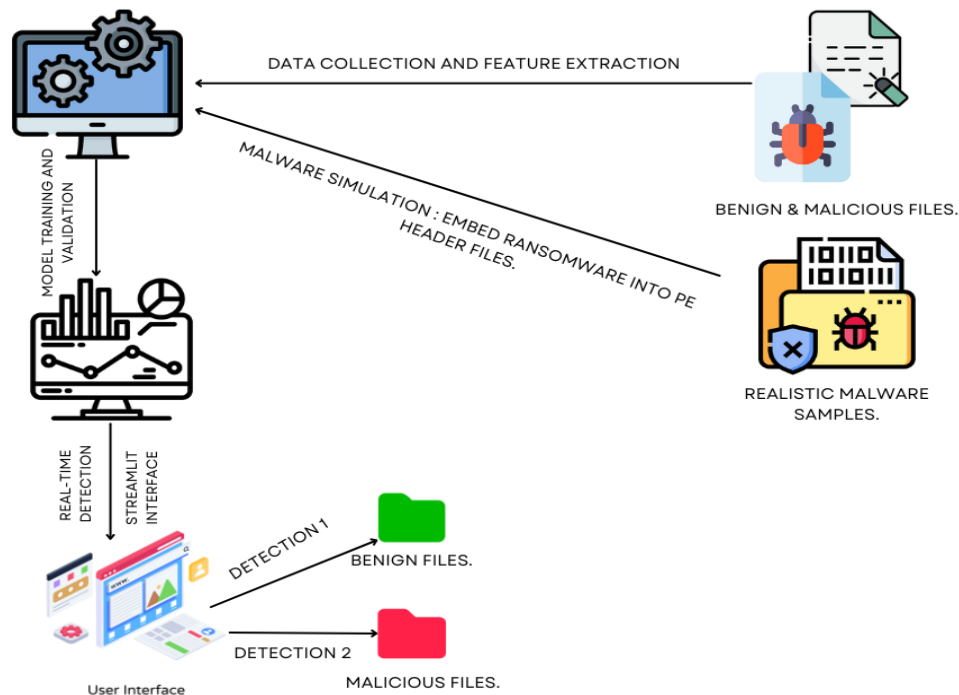 DATA COLLECTION AND FEATURE EXTRACTION
BENIGN & MALICIOUS FILES.
MALWARE SIMULATION : EMBED RANSOMWARE INTO PE
HEADER FILES.
MODEL TRAINING AND
VALIDATION
REALISTIC MALWARE
SAMPLES.
REAL-TIME
DETECTION
STREAMLIT
INTERFACE
www.
DETECTION 1
BENIGN FILES.
DETECTION 2
MALICIOUS FILES.
User Interface